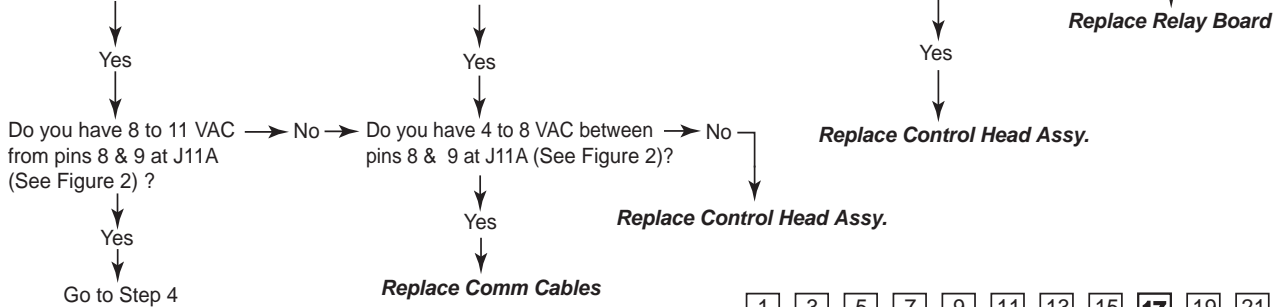 Replace Relay Board
Yes
Yes
Yes
Do you have 8 to 11 VAC
from pins 8 & 9 at J11A
(See Figure 2) ?
No
Do you have 4 to 8 VAC between
pins 8 & 9 at J11A (See Figure 2)?
No
Replace Control Head Assy.
Replace Control Head Assy.
Yes
Yes
Go to Step 4
Replace Comm Cables
1 3 5 7 9 11 13 15 17 19 21